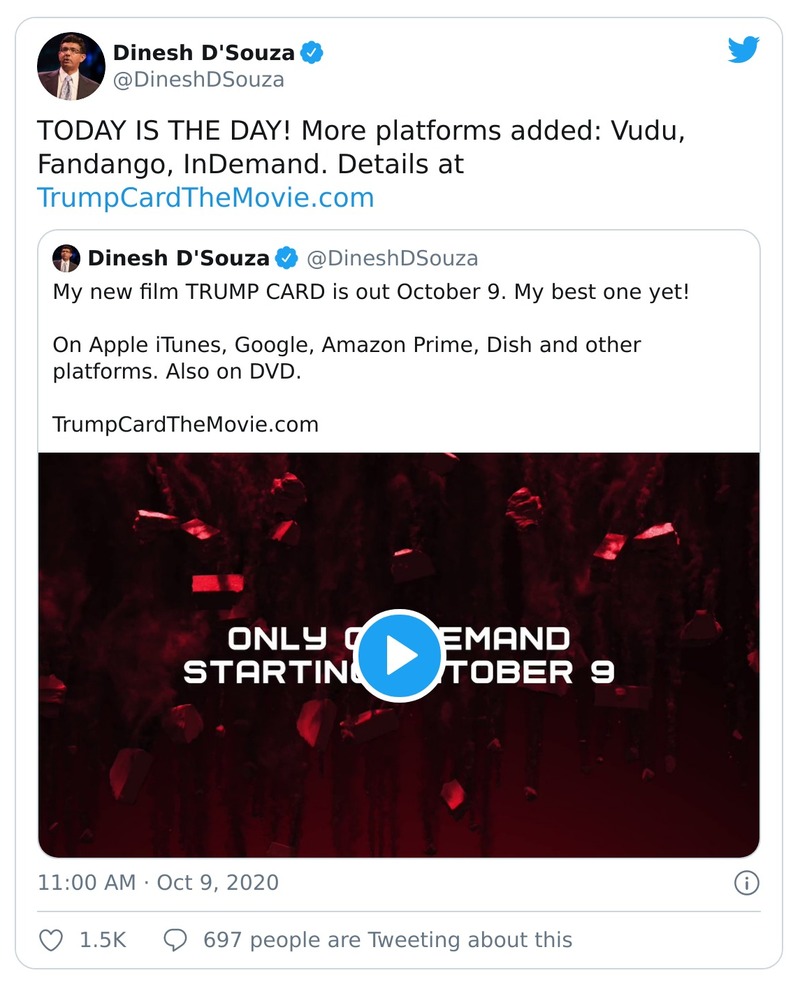 Dinesh D'Souza
@DineshDSouza
TODAY IS THE DAY! More platforms added: Vudu,
Fandango, InDemand. Details at
TrumpCardTheMovie.com
Dinesh D'Souza @DineshDSouza
My new film TRUMP CARD is out October 9. My best one yet!
On Apple iTunes, Google, Amazon Prime, Dish and other
platforms. Also on DVD.
TrumpCardTheMovie.com
ONLY EMAND
STARTING TOBER 9
11:00 AM · Oct 9, 2020
1.5K 697 people are Tweeting about this